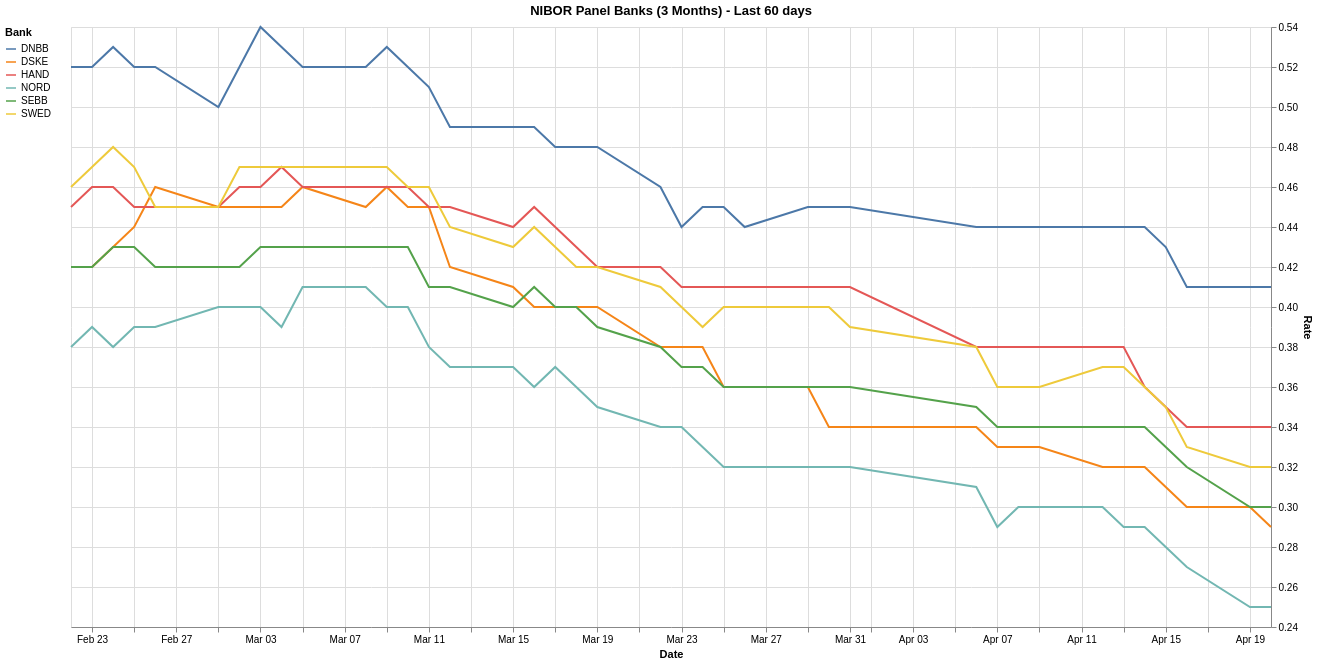 NIBOR Panel Banks (3 Months) - Last 60 days
Bank
DNBB
DSKE
HAND
NORD
SEBB
SWED
0.54
0.52
0.50
0.48
0.46
0.44
0.42
0.40
0.38
0.36
0.34
0.32
0.30
0.28
0.26
0.24
Rate
Feb 23 Feb 27 Mar 03 Mar 07 Mar 11 Mar 15 Mar 19 Mar 23 Mar 27 Mar 31 Apr 03 Apr 07 Apr 11 Apr 15 Apr 19
Date